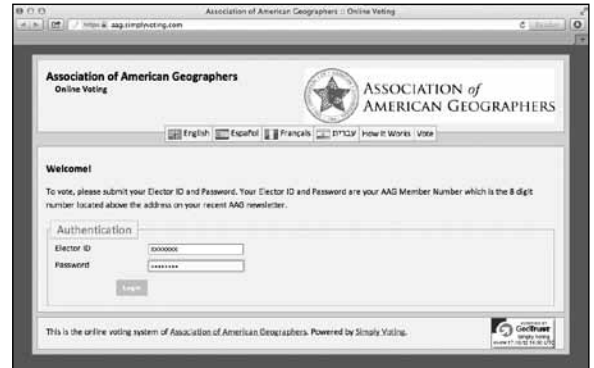 Association of American Geographers :: Online Voting
aag.simplyvoting.com
Reader
Association of American Geographers
Online Voting
ASSOCIATION of
AMERICAN GEOGRAPHERS
English Español Français עברית How It Works Vote
Welcome!
To vote, please submit your Elector ID and Password. Your Elector ID and Password are your AAG Member Number which is the 8 digit
number located above the address on your recent AAG newsletter.
Authentication
Elector ID xxxxxxxx
Password ••••••••
Login
This is the online voting system of Association of American Geographers. Powered by Simply Voting.
GeoTrust
Simply Voting